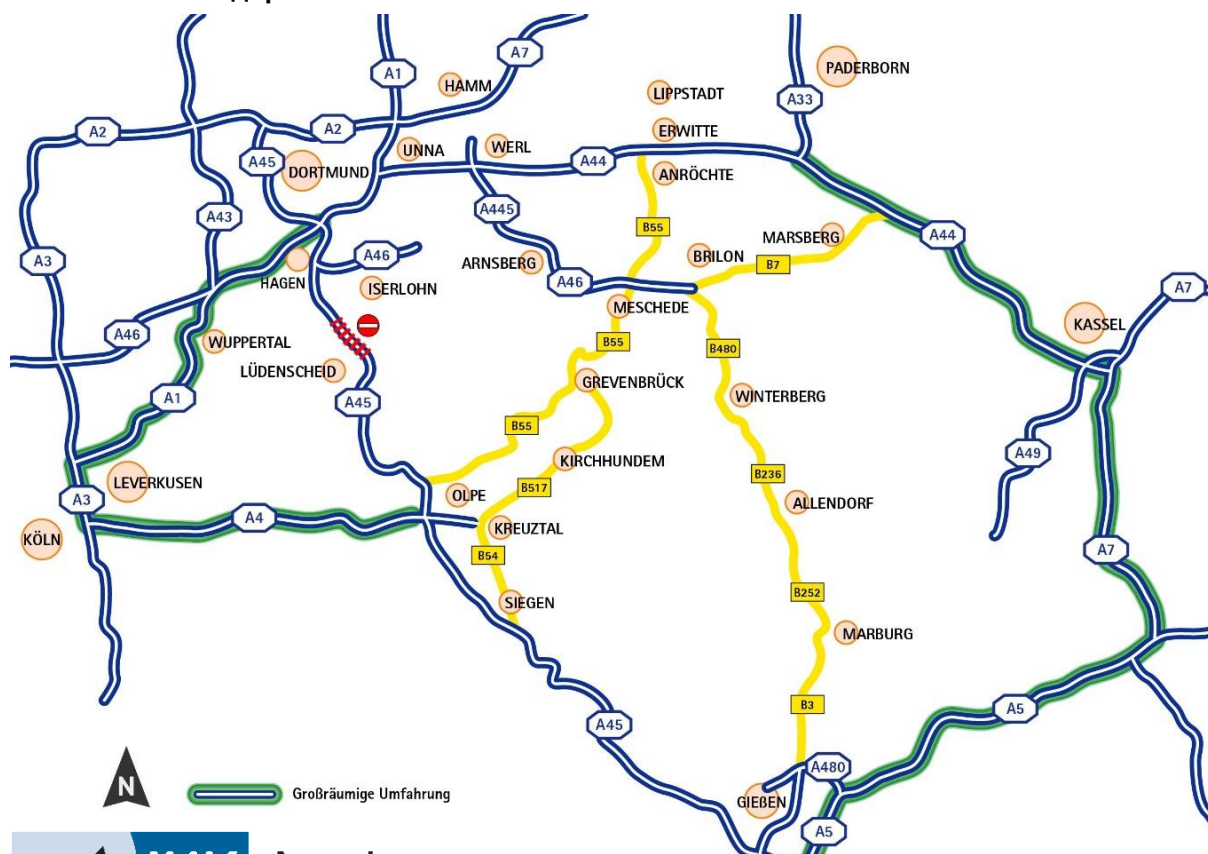 A7
A1
HAMM
PADERBORN
LIPPSTADT
A33
A2
A2
ERWITTE
UNNA
WERL
A44
A45
DORTMUND
ANRÖCHTE
A43
A445
B55
A44
MARSBERG
A3
A46
ARNSBERG
BRILON
B7
HAGEN
A46
ISERLOHN
A7
MESCHEDE
KASSEL
A46
WUPPERTAL
B55
B480
LÜDENSCHEID
GREVENBRÜCK
A1
A45
WINTERBERG
B55
A49
KIRCHHUNDEM
LEVERKUSEN
B236
A3
OLPE
B517
ALLENDORF
A4
KÖLN
KREUZTAL
A7
B54
B252
SIEGEN
MARBURG
B3
A5
A45
N
Großräumige Umfahrung
A480
GIEßEN
A5